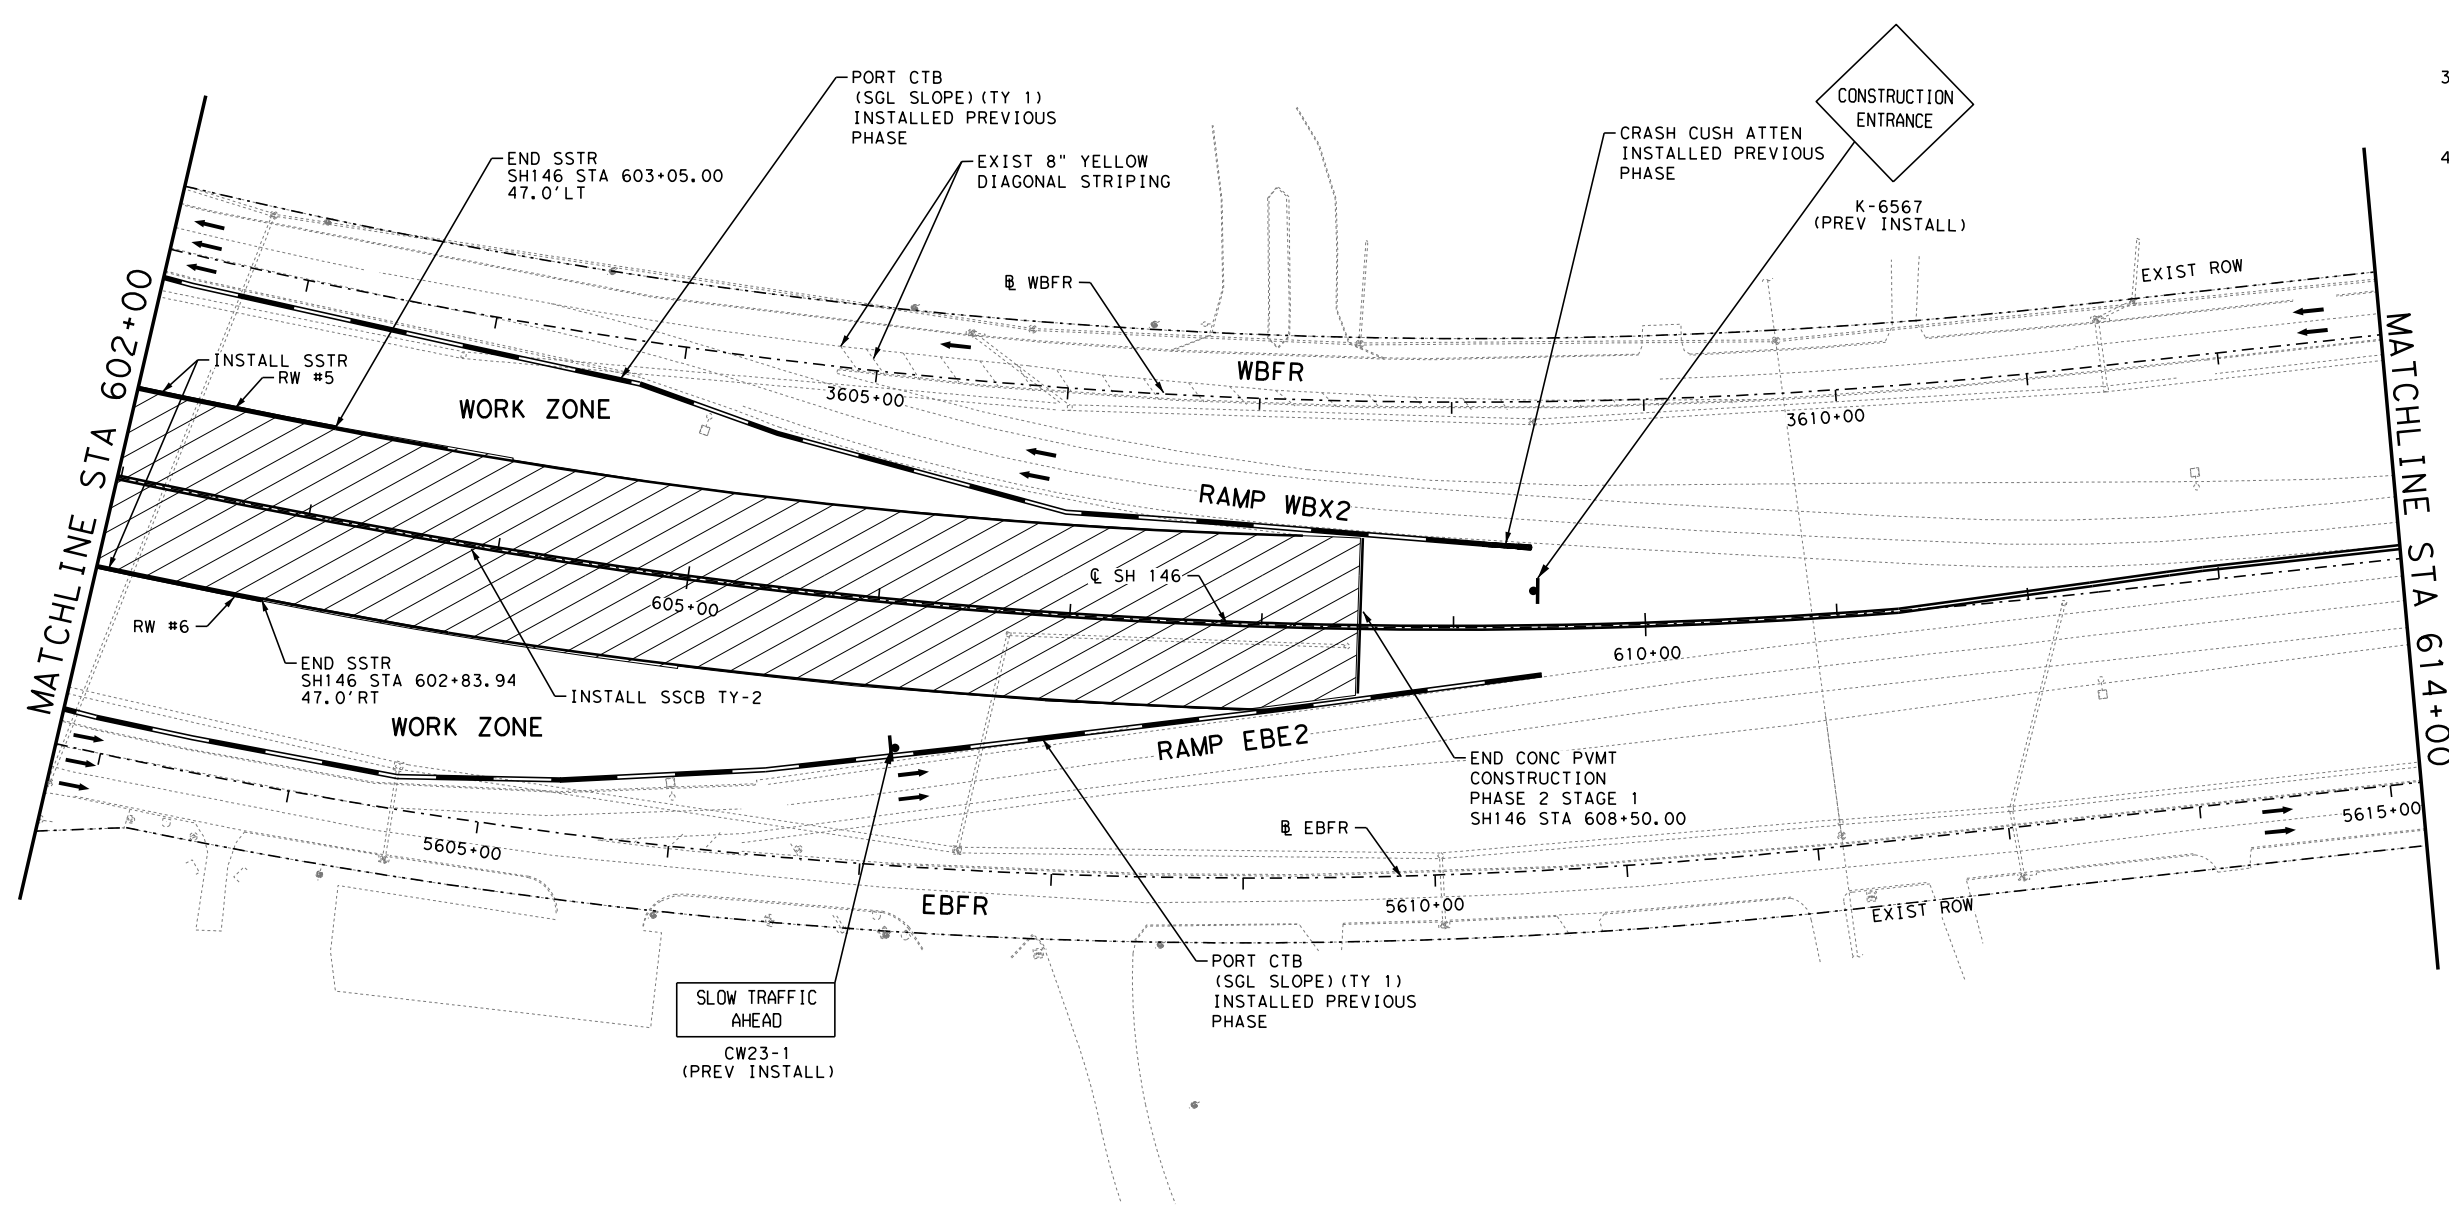 CONSTRUCTION
ENTRANCE
K-6567
(PREV INSTALL)
3
4
PORT CTB
(SGL SLOPE)(TY 1)
INSTALLED PREVIOUS
PHASE
CRASH CUSH ATTEN
INSTALLED PREVIOUS
PHASE
END SSTR
SH146 STA 603+05.00
47.0'LT
EXIST 8" YELLOW
DIAGONAL STRIPING
EXIST ROW
WBFR
WBFR
3605+00
3610+00
INSTALL SSTR
RW #5
WORK ZONE
MATCHLINE STA 602+00
MATCHLINE STA 614+00
RAMP WBX2
SH 146
605+00
610+00
RW #6
END SSTR
SH146 STA 602+83.94
47.0'RT
INSTALL SSCB TY-2
WORK ZONE
RAMP EBE2
END CONC PVMT
CONSTRUCTION
PHASE 2 STAGE 1
SH146 STA 608+50.00
EBFR
5605+00
5615+00
EBFR
5610+00
EXIST ROW
PORT CTB
(SGL SLOPE)(TY 1)
INSTALLED PREVIOUS
PHASE
SLOW TRAFFIC
AHEAD
CW23-1
(PREV INSTALL)